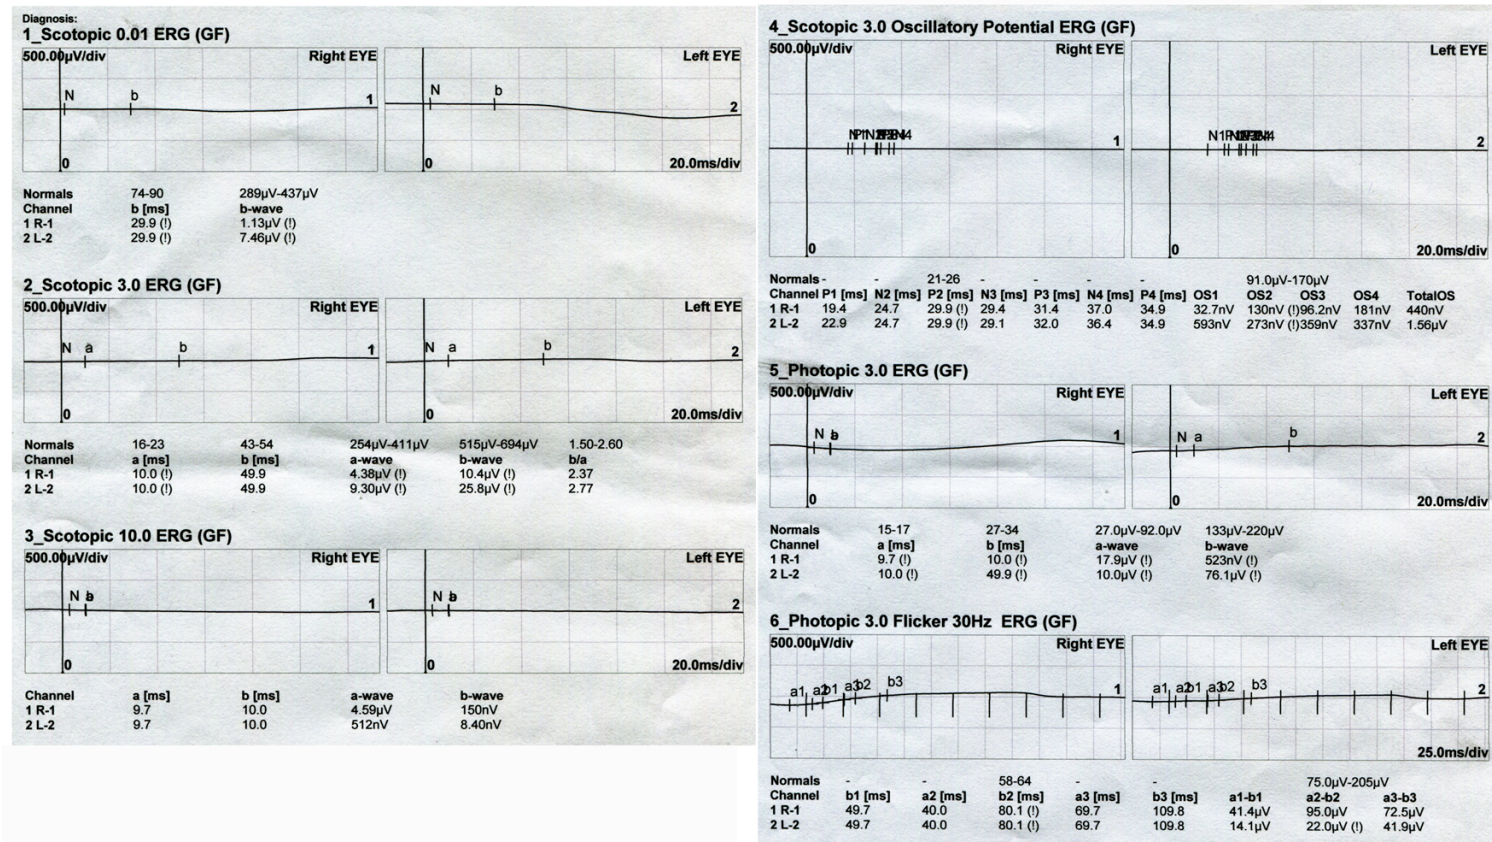 Diagnosis:
1_Scotopic 0.01 ERG (GF)
500.00µV/div Right EYE Left EYE
N b 1 N b 2
0 0 20.0ms/div
Normals 74-90 289µV-437µV
Channel b [ms] b-wave
1 R-1 29.9 (!) 1.13µV (!)
2 L-2 29.9 (!) 7.46µV (!)
2_Scotopic 3.0 ERG (GF)
500.00µV/div Right EYE Left EYE
N a b 1 N a b 2
0 0 20.0ms/div
Normals 16-23 43-54 254µV-411µV 515µV-694µV 1.50-2.60
Channel a [ms] b [ms] a-wave b-wave b/a
1 R-1 10.0 (!) 49.9 4.38µV (!) 10.4µV (!) 2.37
2 L-2 10.0 (!) 49.9 9.30µV (!) 25.8µV (!) 2.77
3_Scotopic 10.0 ERG (GF)
500.00µV/div Right EYE Left EYE
N 1 N 2
0 0 20.0ms/div
Channel a [ms] b [ms] a-wave b-wave
1 R-1 9.7 10.0 4.59µV 150nV
2 L-2 9.7 10.0 512nV 8.40nV
4_Scotopic 3.0 Oscillatory Potential ERG (GF)
500.00µV/div Right EYE Left EYE
1 N1 2
0 0 20.0ms/div
Normals - - 21-26 - - - - 91.0µV-170µV
Channel P1 [ms] N2 [ms] P2 [ms] N3 [ms] P3 [ms] N4 [ms] P4 [ms] OS1 OS2 OS3 OS4 TotalOS
1 R-1 19.4 24.7 29.9 (!) 29.4 31.4 37.0 34.9 32.7nV 130nV (!) 96.2nV 181nV 440nV
2 L-2 22.9 24.7 29.9 (!) 29.1 32.0 36.4 34.9 593nV 273nV (!) 359nV 337nV 1.56µV
5_Photopic 3.0 ERG (GF)
500.00µV/div Right EYE Left EYE
N 1 N a b 2
0 0 20.0ms/div
Normals 15-17 27-34 27.0µV-92.0µV 133µV-220µV
Channel a [ms] b [ms] a-wave b-wave
1 R-1 9.7 (!) 10.0 (!) 17.9µV (!) 523nV (!)
2 L-2 10.0 (!) 49.9 (!) 10.0µV (!) 76.1µV (!)
6_Photopic 3.0 Flicker 30Hz ERG (GF)
500.00µV/div Right EYE Left EYE
a1 a2 b1 a3 b2 b3 1 a1 a2 b1 a3 b2 b3 2
25.0ms/div
Normals - - 58-64 - - 75.0µV-205µV
Channel b1 [ms] a2 [ms] b2 [ms] a3 [ms] b3 [ms] a1-b1 a2-b2 a3-b3
1 R-1 49.7 40.0 80.1 (!) 69.7 109.8 41.4µV 95.0µV 72.5µV
2 L-2 49.7 40.0 80.1 (!) 69.7 109.8 14.1µV 22.0µV (!) 41.9µV